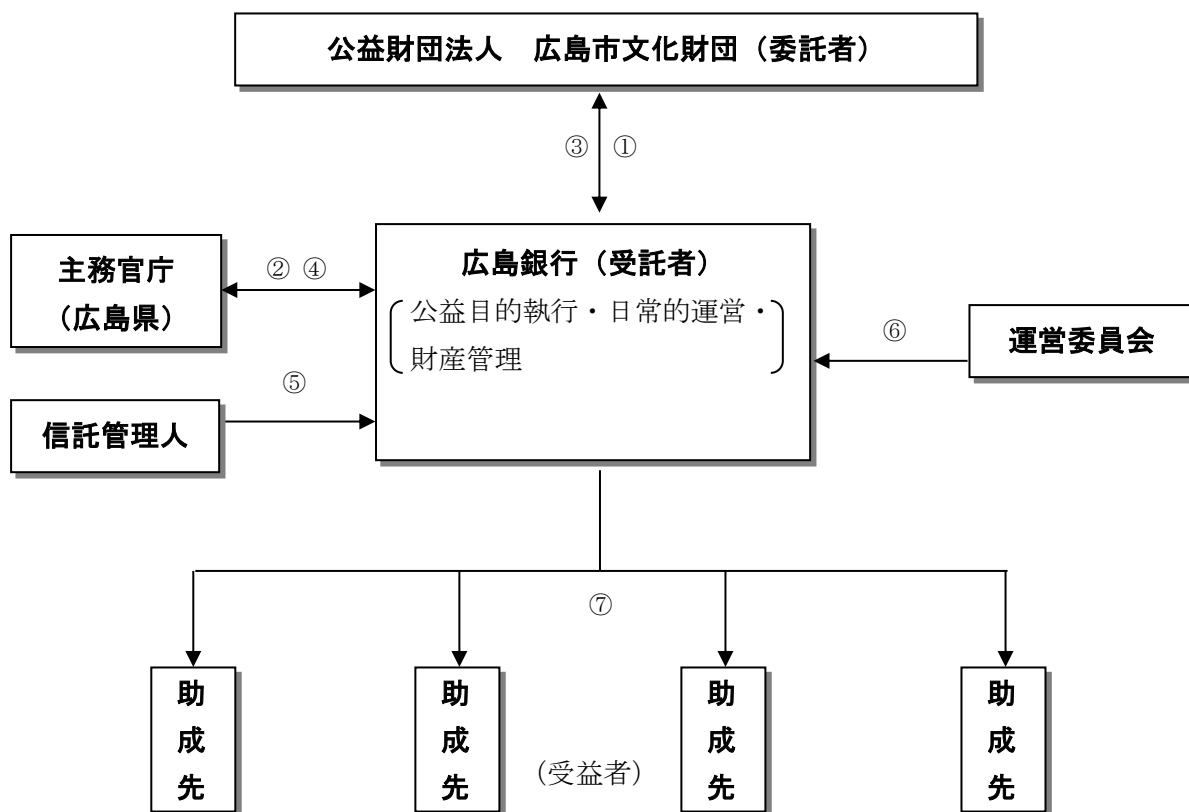 公益財団法人　広島市文化財団（委託者）
③ ①
主務官庁
（広島県）
② ④
広島銀行（受託者）
公益目的執行・日常的運営・
財産管理
⑥
運営委員会
⑤
信託管理人
⑦
助成先
助成先
（受益者）
助成先
助成先